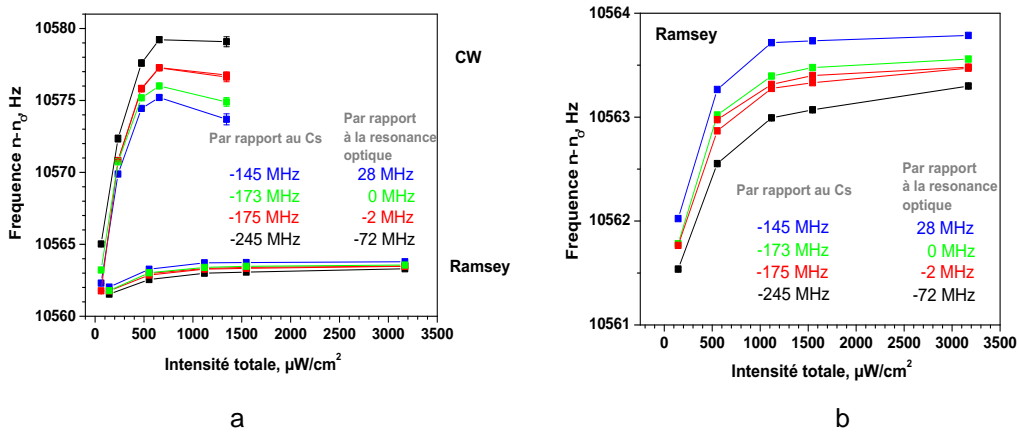 a
10580
10575
10570
10565
10560
Frequence n-n₀, Hz
CW
Par rapport au Cs
Par rapport
à la resonance
optique
-145 MHz 28 MHz
-173 MHz 0 MHz
-175 MHz -2 MHz
-245 MHz -72 MHz
Ramsey
0 500 1000 1500 2000 2500 3000 3500
Intensité totale, µW/cm²
a
b
10564
10563
10562
10561
Frequence n- n₀, Hz
Ramsey
Par rapport au Cs
Par rapport
à la resonance
optique
-145 MHz 28 MHz
-173 MHz 0 MHz
-175 MHz -2 MHz
-245 MHz -72 MHz
0 500 1000 1500 2000 2500 3000 3500
Intensité totale, µW/cm²
b